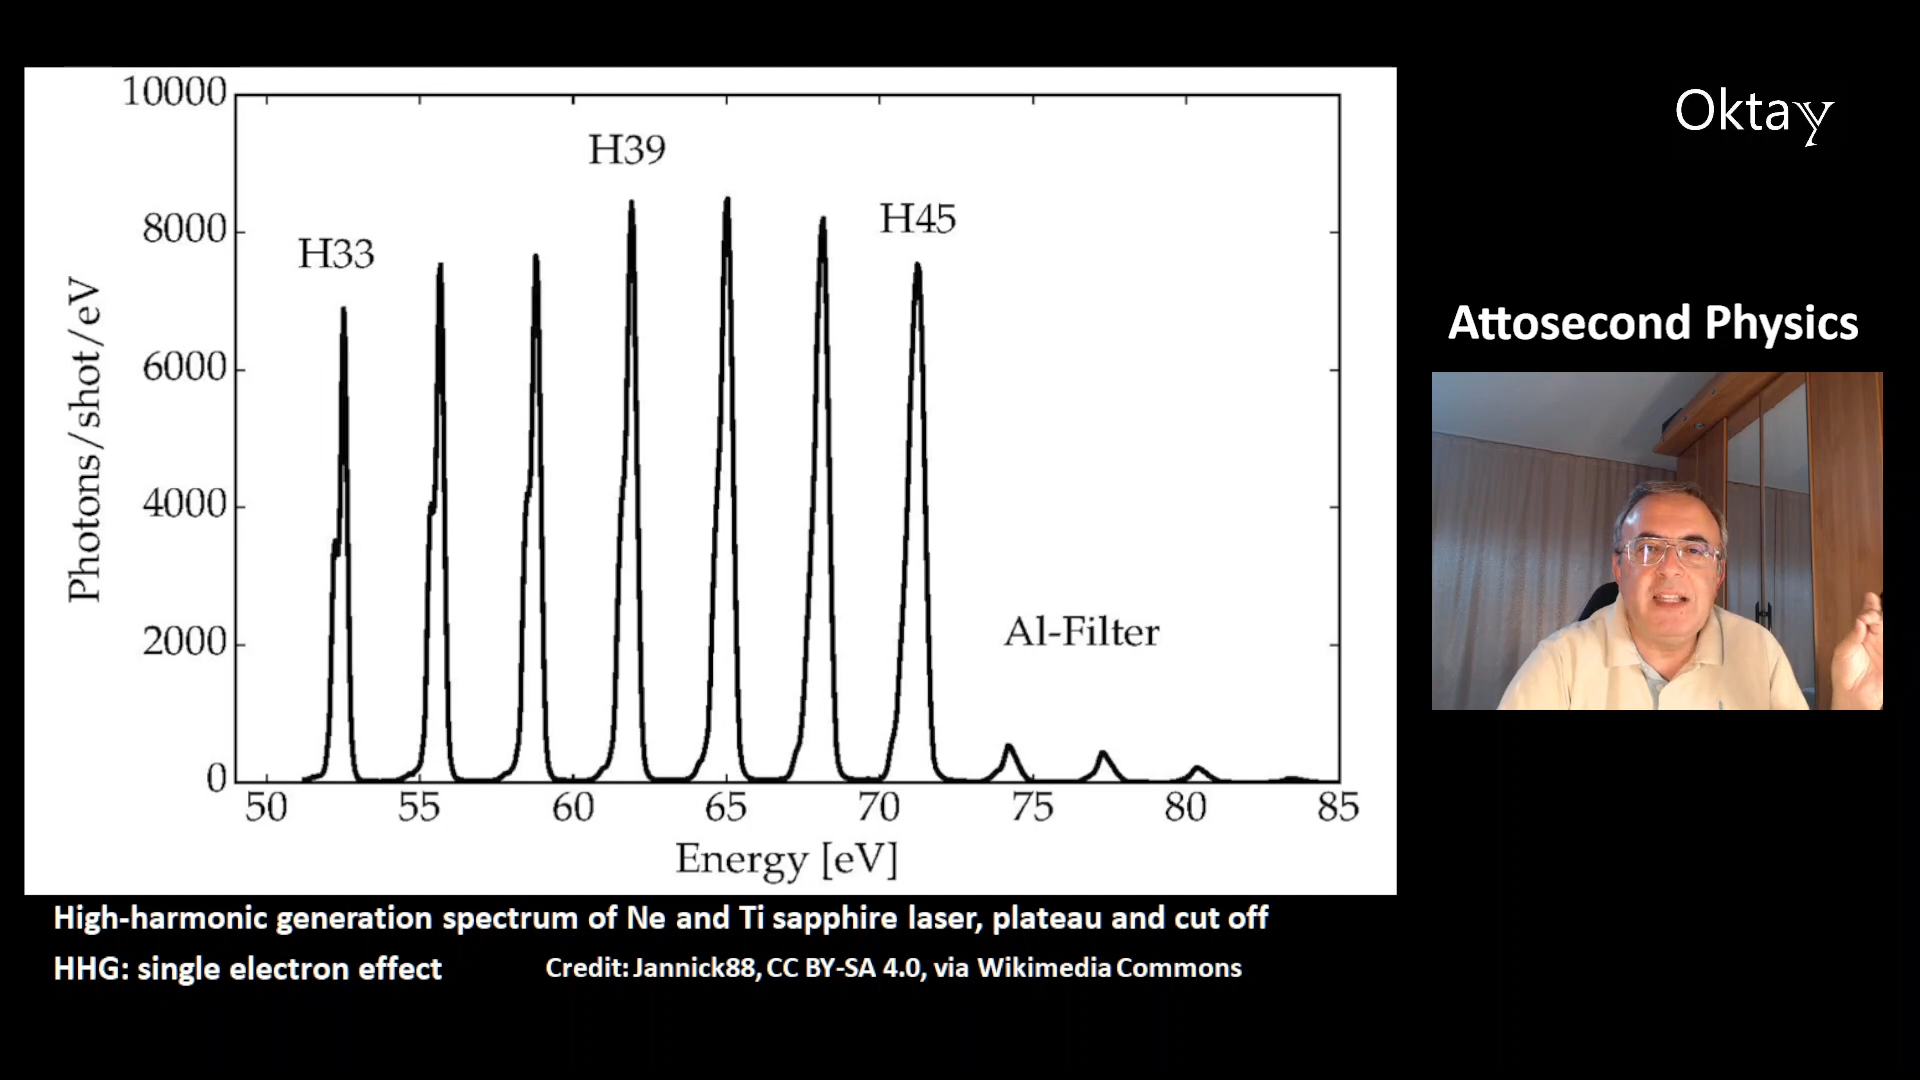 Oktay
Attosecond Physics
10000
8000
6000
4000
2000
0
Photons/shot/eV
H33
H39
H45
Al-Filter
50 55 60 65 70 75 80 85
Energy [eV]
High-harmonic generation spectrum of Ne and Ti sapphire laser, plateau and cut off
HHG: single electron effect
Credit: Jannick88, CC BY-SA 4.0, via Wikimedia Commons